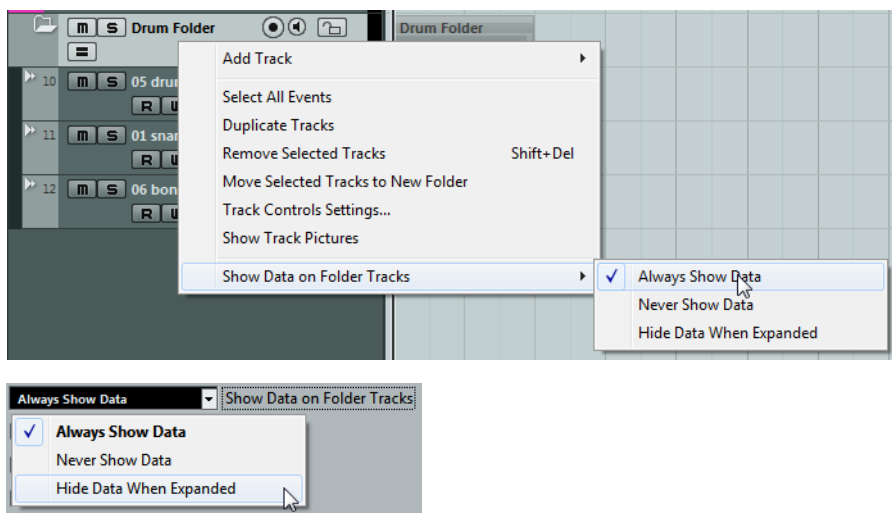 m S Drum Folder Drum Folder
=
Add Track
10 m S 05 drum
R
Select All Events
Duplicate Tracks
11 m S 01 snar
Remove Selected Tracks Shift+Del
R
Move Selected Tracks to New Folder
12 m S 06 bon
Track Controls Settings...
R
Show Track Pictures
Show Data on Folder Tracks
Always Show Data
Never Show Data
Hide Data When Expanded
Always Show Data Show Data on Folder Tracks
Always Show Data
Never Show Data
Hide Data When Expanded